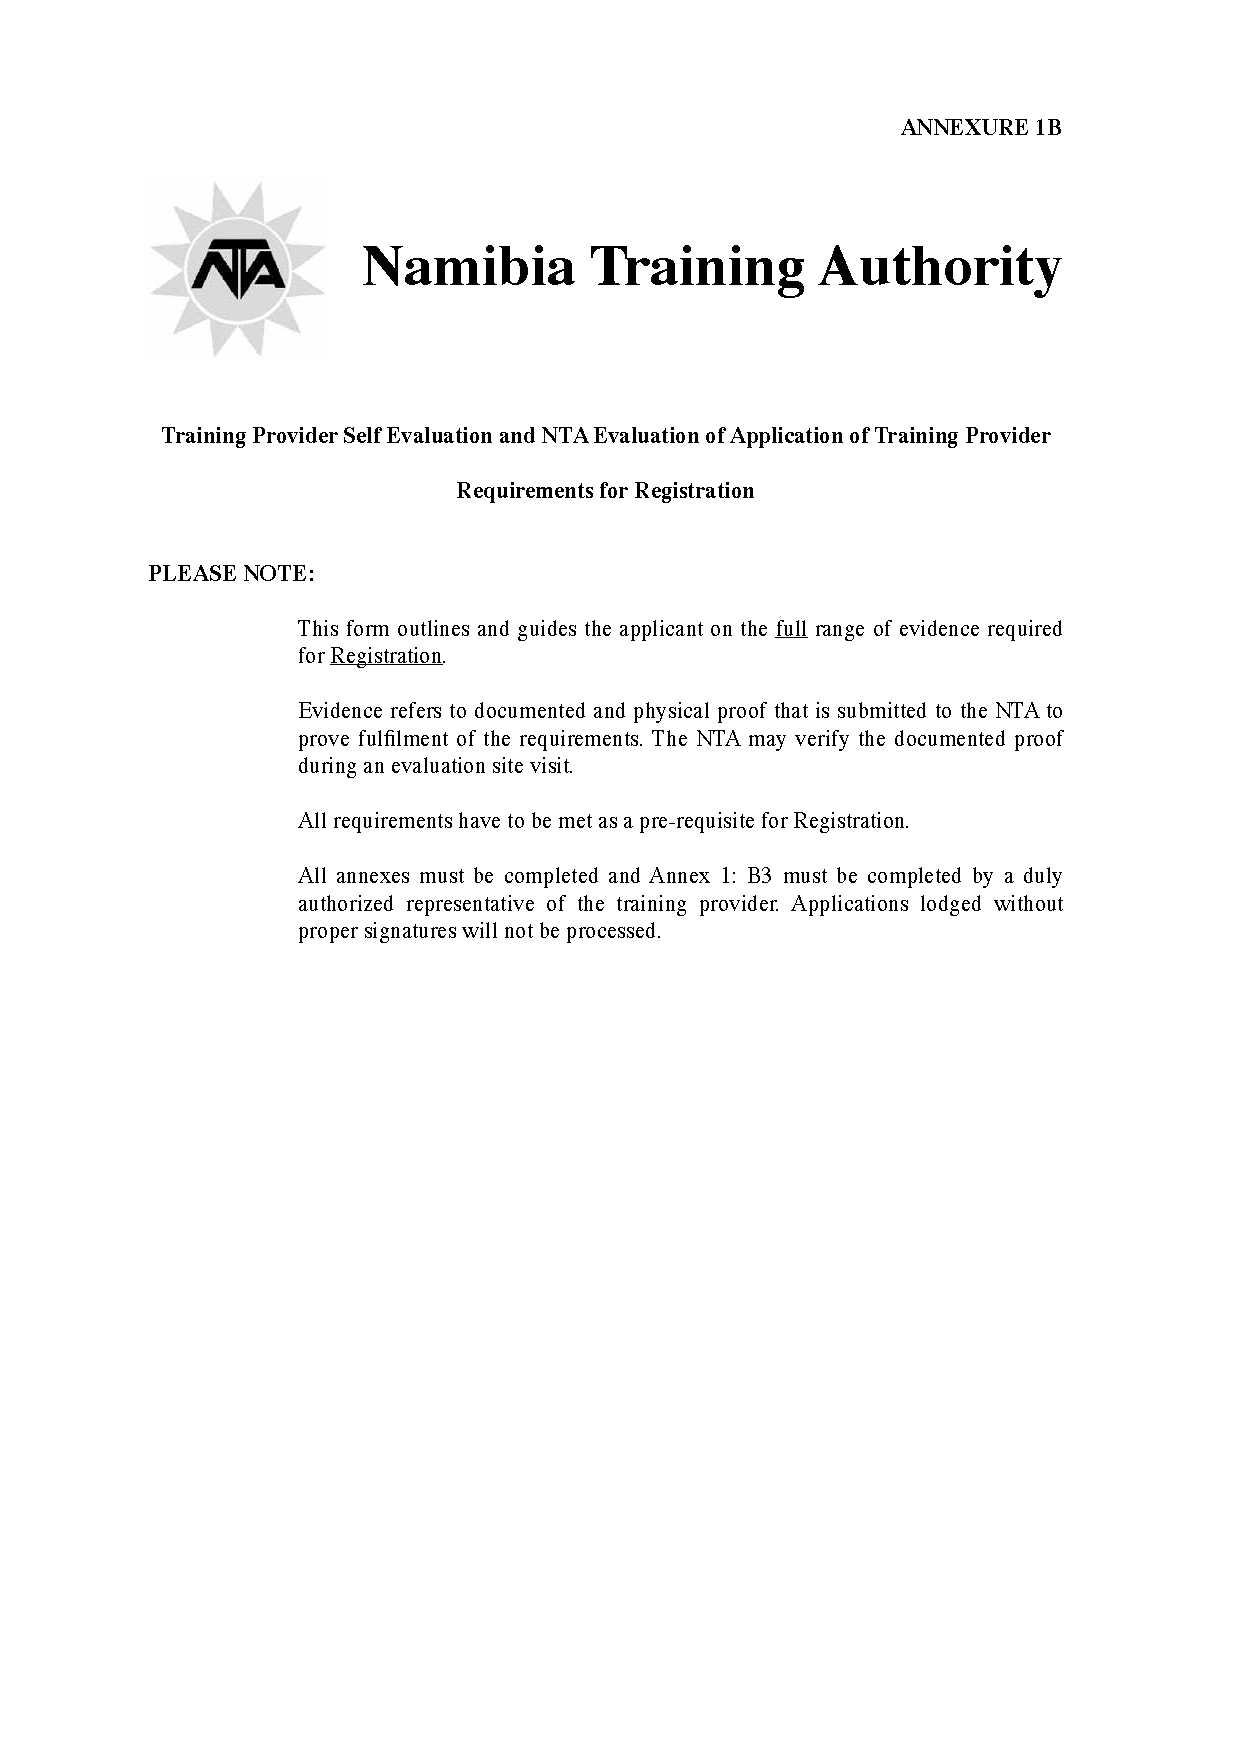 ANNEXURE 1B
NTA
Namibia Training Authority
Training Provider Self Evaluation and NTA Evaluation of Application of Training Provider
Requirements for Registration
PLEASE NOTE:
This form outlines and guides the applicant on the full range of evidence required
for Registration.
Evidence refers to documented and physical proof that is submitted to the NTA to
prove fulfilment of the requirements. The NTA may verify the documented proof
during an evaluation site visit.
All requirements have to be met as a pre-requisite for Registration.
All annexes must be completed and Annex 1: B3 must be completed by a duly
authorized representative of the training provider. Applications lodged without
proper signatures will not be processed.